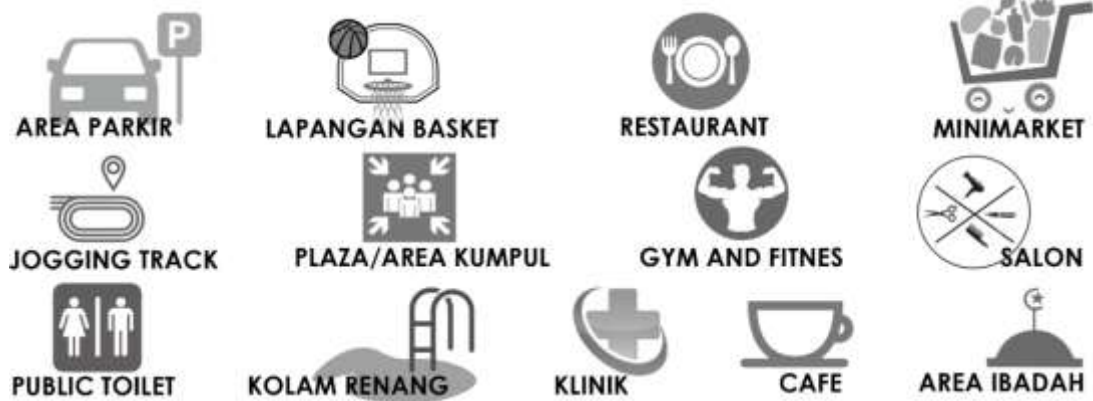 P
AREA PARKIR
LAPANGAN BASKET
RESTAURANT
MINIMARKET
JOGGING TRACK
PLAZA/AREA KUMPUL
GYM AND FITNES
SALON
PUBLIC TOILET
KOLAM RENANG
KLINIK
CAFE
AREA IBADAH